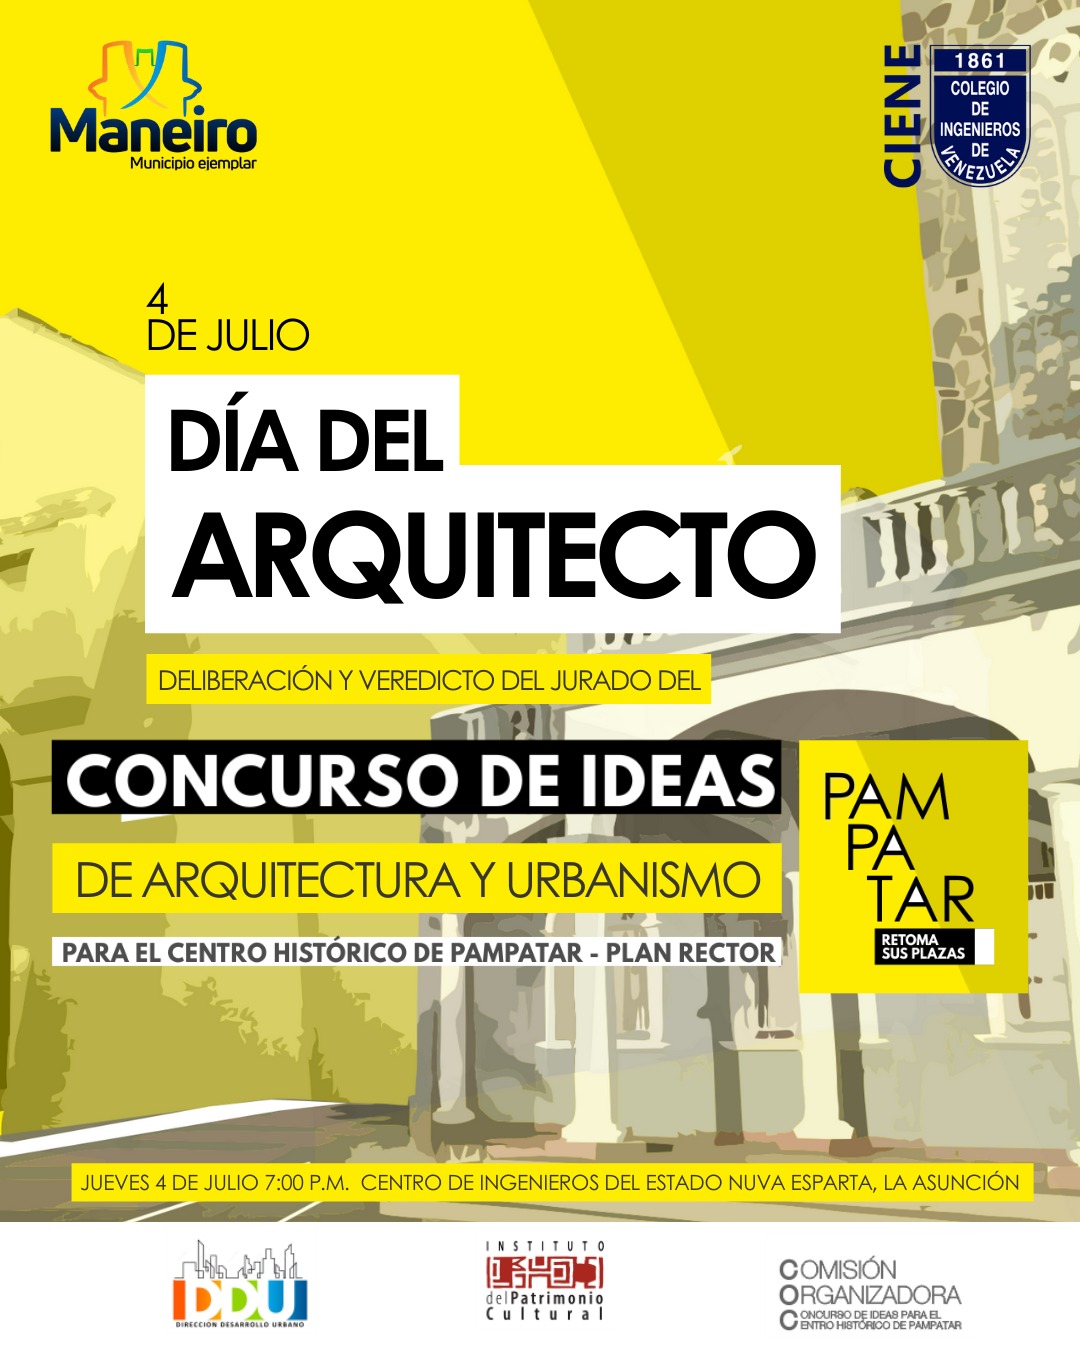 Maneiro
Municipio ejemplar
CIENE
1861
COLEGIO
DE
INGENIEROS
DE
VENEZUELA
4
DE JULIO
DÍA DEL
ARQUITECTO
DELIBERACIÓN Y VEREDICTO DEL JURADO DEL
CONCURSO DE IDEAS
DE ARQUITECTURA Y URBANISMO
PARA EL CENTRO HISTÓRICO DE PAMPATAR - PLAN RECTOR
PAM
PA
TAR
RETOMA
SUS PLAZAS
JUEVES 4 DE JULIO 7:00 P.M. CENTRO DE INGENIEROS DEL ESTADO NUVA ESPARTA, LA ASUNCIÓN
DDU
DIRECCIÓN DESARROLLO URBANO
INSTITUTO
delPatrimonio
Cultural
COMISIÓN
ORGANIZADORA
CONCURSO DE IDEAS PARA EL
CENTRO HISTÓRICO DE PAMPATAR